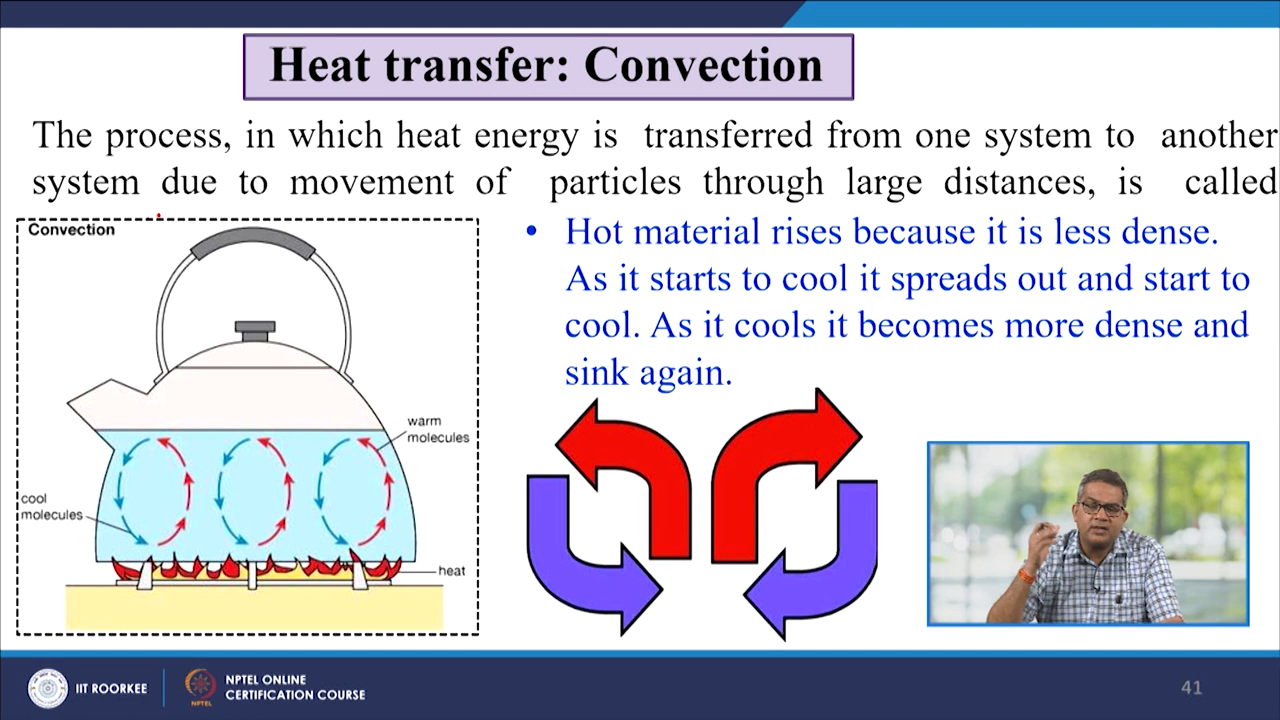 Heat transfer: Convection
The process, in which heat energy is transferred from one system to another
system due to movement of particles through large distances, is called
Convection
warm
molecules
cool
molecules
heat
• Hot material rises because it is less dense.
As it starts to cool it spreads out and start to
cool. As it cools it becomes more dense and
sink again.
IIT ROORKEE
NPTEL
NPTEL ONLINE
CERTIFICATION COURSE
41